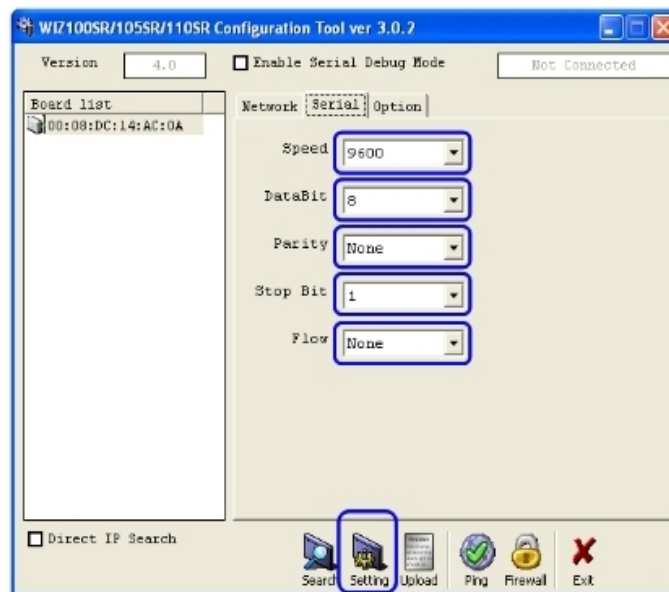 WIZ100SR/105SR/110SR Configuration Tool ver 3.0.2
Version 4.0 Enable Serial Debug Mode Not Connected
Board list
00:08:DC:14:AC:0A
Network Serial Option
Speed 9600
DataBit 8
Parity None
Stop Bit 1
Flow None
Direct IP Search
Search Setting Upload Ping Firewall Exit